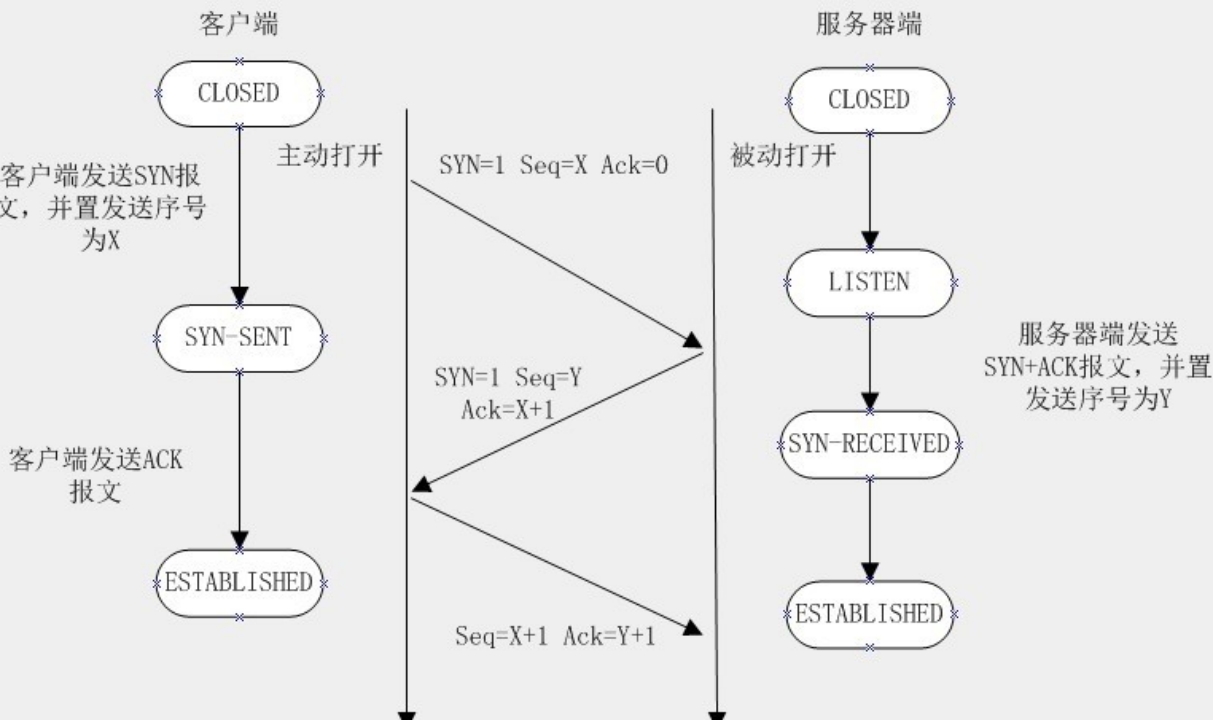 客户端
服务器端
CLOSED
CLOSED
主动打开
SYN=1 Seq=X Ack=0
被动打开
客户端发送SYN报
文，并置发送序号
为X
LISTEN
SYN-SENT
服务器端发送
SYN+ACK报文，并置
发送序号为Y
SYN=1 Seq=Y
Ack=X+1
SYN-RECEIVED
客户端发送ACK
报文
ESTABLISHED
ESTABLISHED
Seq=X+1 Ack=Y+1